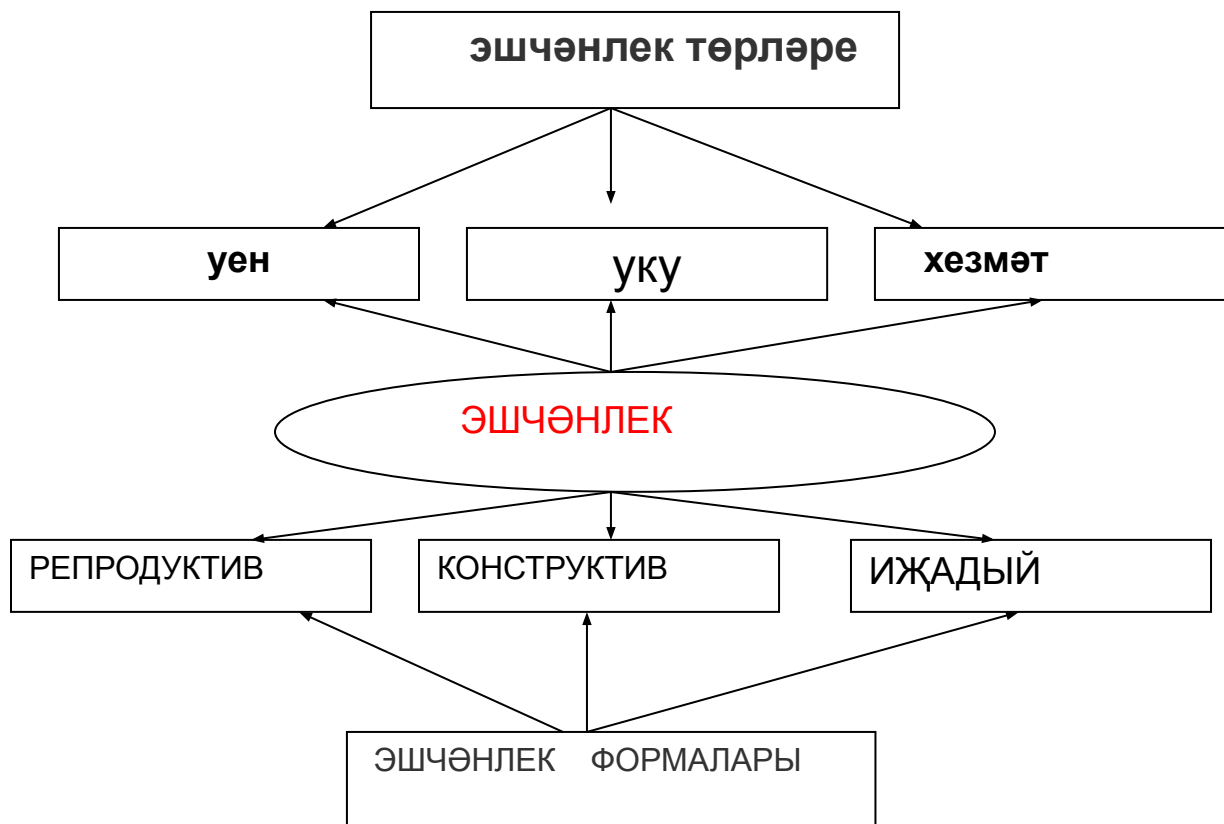 эшчәнлек төрләре
уен
уку
хезмәт
ЭШЧӘНЛЕК
РЕПРОДУКТИВ
КОНСТРУКТИВ
ИҖАДЫЙ
ЭШЧӘНЛЕК ФОРМАЛАРЫ